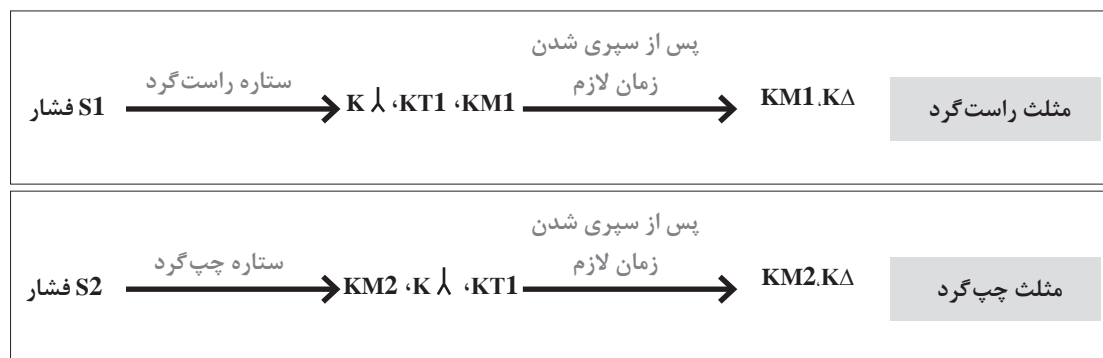 فشار S1
ستاره راست‌گرد
K⅄ ،KT1 ،KM1
پس از سپری شدن
زمان لازم
KM1،KΔ
مثلث راست‌گرد
فشار S2
ستاره چپ‌گرد
KM2 ،K⅄ ،KT1
پس از سپری شدن
زمان لازم
KM2،KΔ
مثلث چپ‌گرد